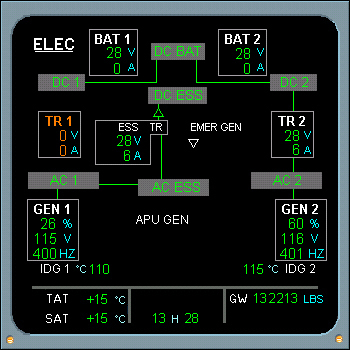 ELEC
BAT 1
28 V
0 A
DC BAT
BAT 2
28 V
0 A
DC 1
DC ESS
DC 2
TR 1
0 V
0 A
ESS TR
28 V
6 A
EMER GEN
TR 2
28 V
6 A
AC 1
AC ESS
AC 2
GEN 1
26 %
115 V
400 HZ
APU GEN
GEN 2
60 %
116 V
401 HZ
IDG 1 °C 110
115 °C IDG 2
TAT +15 °C
GW 132213 LBS
SAT +15 °C
13 H 28